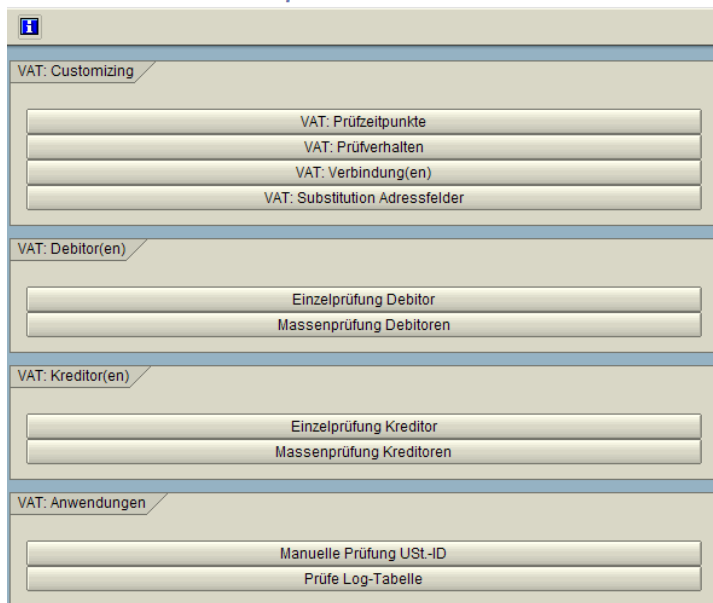 VAT: Customizing
VAT: Prüfzeitpunkte
VAT: Prüfverhalten
VAT: Verbindung(en)
VAT: Substitution Adressfelder
VAT: Debitor(en)
Einzelprüfung Debitor
Massenprüfung Debitoren
VAT: Kreditor(en)
Einzelprüfung Kreditor
Massenprüfung Kreditoren
VAT: Anwendungen
Manuelle Prüfung USt.-ID
Prüfe Log-Tabelle